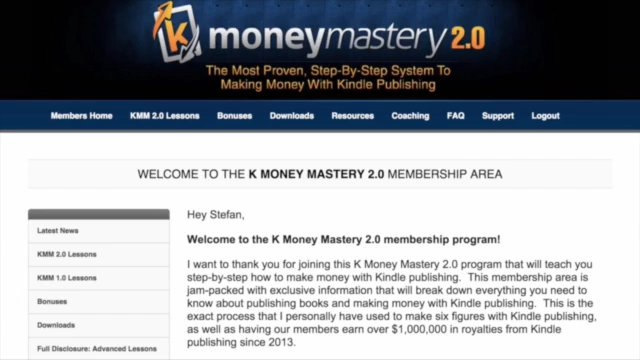 k moneymastery 2.0
The Most Proven, Step-By-Step System To
Making Money With Kindle Publishing
Members Home KMM 2.0 Lessons Bonuses Downloads Resources Coaching FAQ Support Logout
WELCOME TO THE K MONEY MASTERY 2.0 MEMBERSHIP AREA
Latest News
KMM 2.0 Lessons
KMM 1.0 Lessons
Bonuses
Downloads
Full Disclosure: Advanced Lessons
Hey Stefan,
Welcome to the K Money Mastery 2.0 membership program!
I want to thank you for joining this K Money Mastery 2.0 program that will teach you
step-by-step how to make money with Kindle publishing. This membership area is
jam-packed with exclusive information that will break down everything you need to
know about publishing books and making money with Kindle publishing. This is the
exact process that I personally have used to make six figures with Kindle publishing,
as well as having our members earn over $1,000,000 in royalties from Kindle
publishing since 2013.